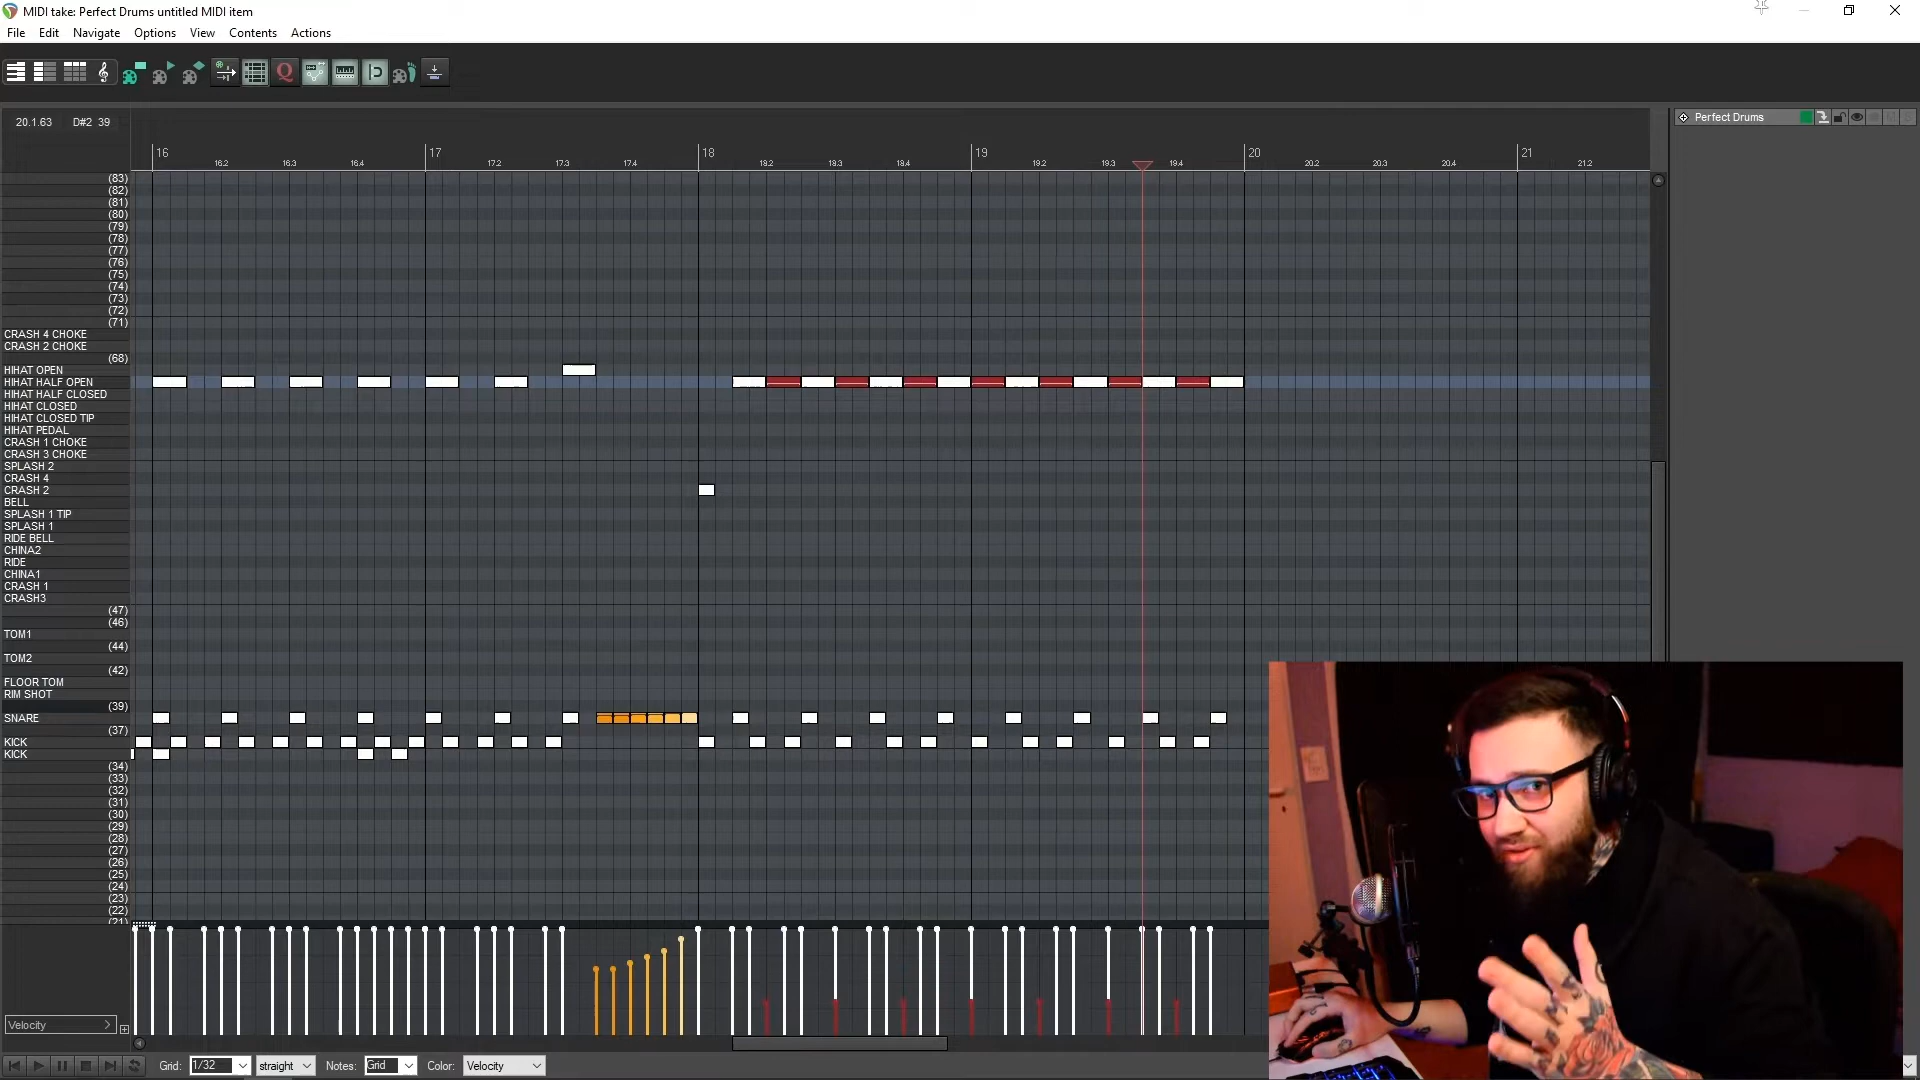 MIDI take: Perfect Drums untitled MIDI item
File Edit Navigate Options View Contents Actions
20.1.63 D#2 39
Perfect Drums
16 17 18 19 20 21
16.2 16.3 16.4 17.2 17.3 17.4 18.2 18.3 18.4 19.2 19.3 19.4 20.2 20.3 20.4 21.2
(83)
(82)
(81)
(80)
(79)
(78)
(77)
(76)
(75)
(74)
(73)
(72)
(71)
CRASH 4 CHOKE
CRASH 2 CHOKE
(68)
HIHAT OPEN
HIHAT HALF OPEN
HIHAT HALF CLOSED
HIHAT CLOSED
HIHAT CLOSED TIP
HIHAT PEDAL
CRASH 1 CHOKE
CRASH 3 CHOKE
SPLASH 2
CRASH 4
CRASH 2
BELL
SPLASH 1 TIP
SPLASH 1
RIDE BELL
CHINA2
RIDE
CHINA1
CRASH 1
CRASH3
(47)
(46)
TOM1
(44)
TOM2
(42)
FLOOR TOM
RIM SHOT
(39)
SNARE
(37)
KICK
KICK
(34)
(33)
(32)
(31)
(30)
(29)
(28)
(27)
(26)
(25)
(24)
(23)
(22)
(21)
Velocity
Grid: 1/32 straight Notes: Grid Color: Velocity